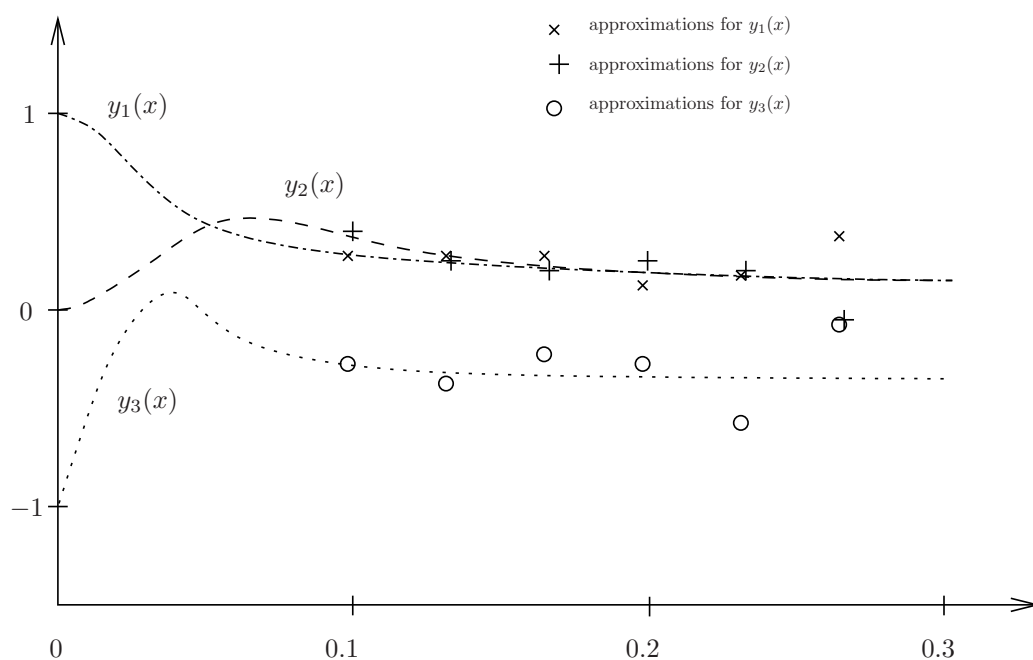 approximations for y₁(x)
approximations for y₂(x)
approximations for y₃(x)
1
y₁(x)
y₂(x)
0
y₃(x)
−1
0 0.1 0.2 0.3